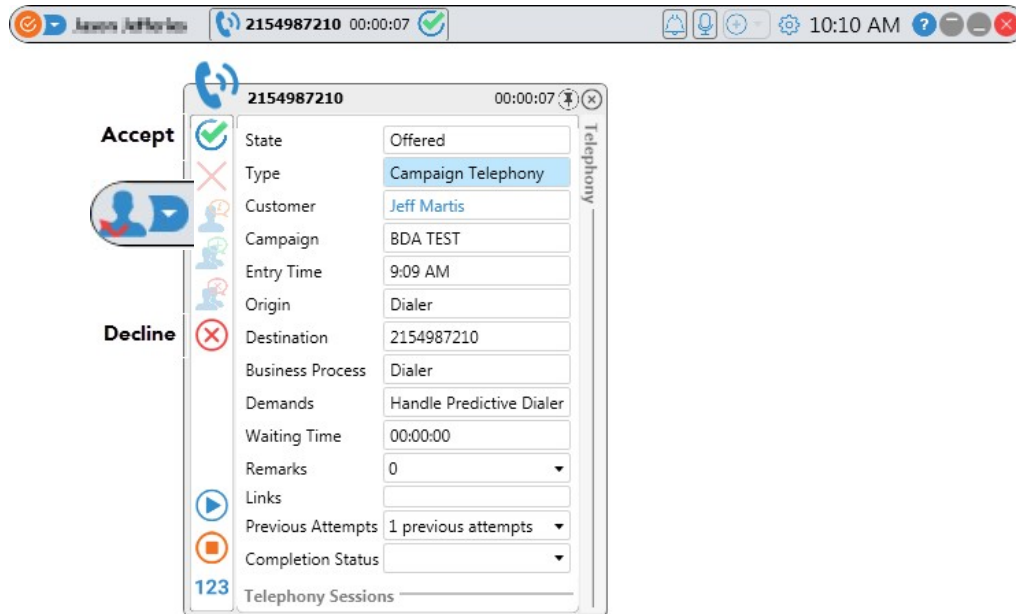 2154987210 00:00:07
10:10 AM ?
2154987210 00:00:07
Telephony
Accept
State Offered
Type Campaign Telephony
Customer Jeff Martis
Campaign BDA TEST
Entry Time 9:09 AM
Origin Dialer
Decline
Destination 2154987210
Business Process Dialer
Demands Handle Predictive Dialer
Waiting Time 00:00:00
Remarks 0
Links
Previous Attempts 1 previous attempts
Completion Status
123
Telephony Sessions